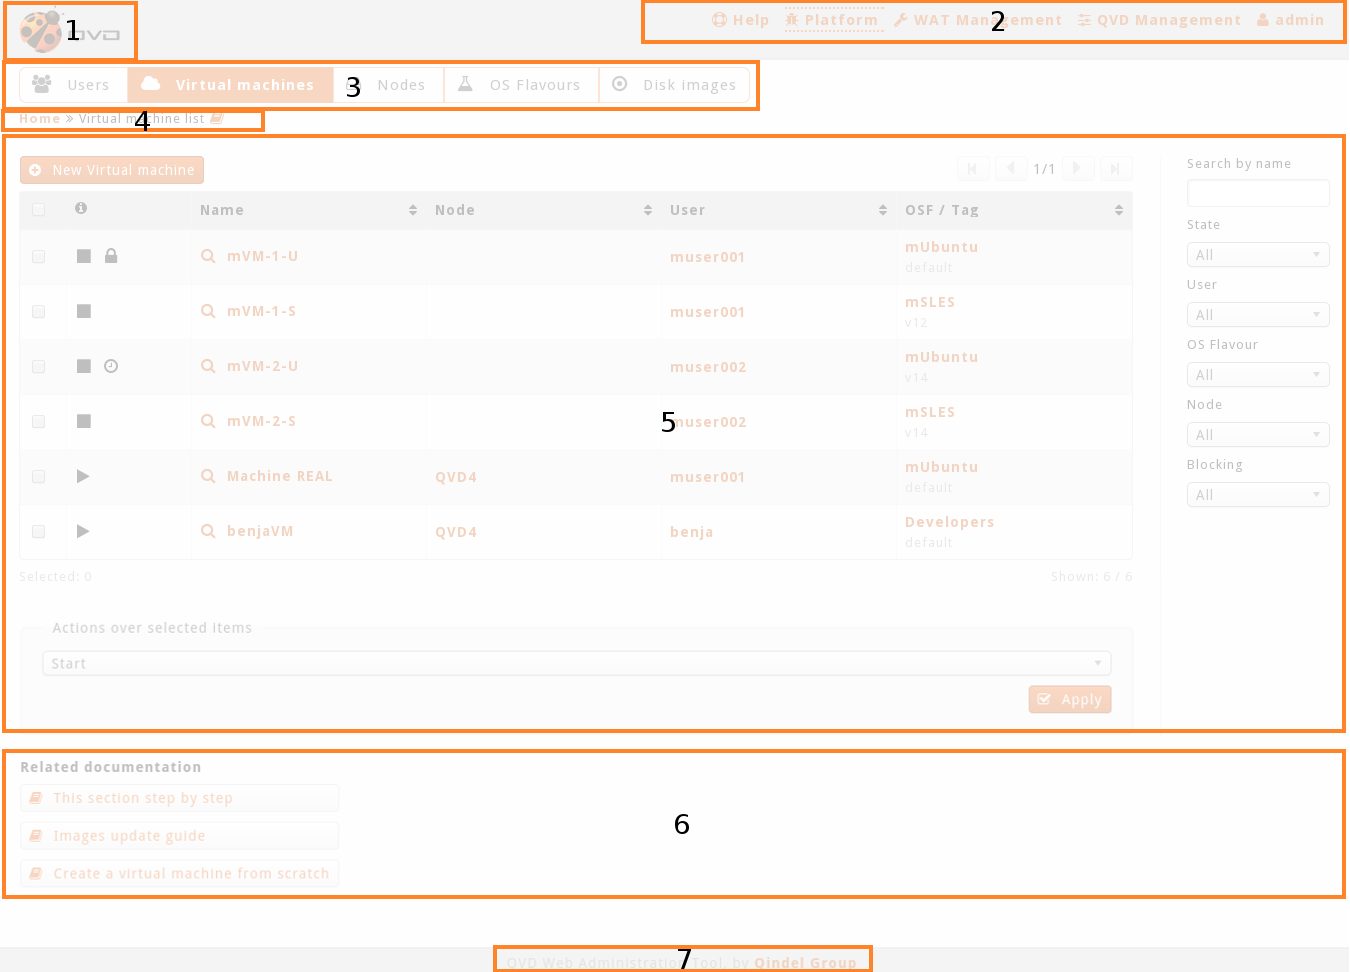 1
QVD
2
Help Platform WAT Management QVD Management admin
Users Virtual machines Nodes OS Flavours Disk images
3
Home » Virtual machine list
4
New Virtual machine
1/1
Name Node User OSF / Tag
mVM-1-U muser001 mUbuntu
default
mVM-1-S muser001 mSLES
v12
mVM-2-U muser002 mUbuntu
v14
mVM-2-S muser002 mSLES
v14
5
Machine REAL QVD4 muser001 mUbuntu
default
benjaVM QVD4 benja Developers
default
Selected: 0 Shown: 6 / 6
Search by name
State
All
User
All
OS Flavour
All
Node
All
Blocking
All
Actions over selected items
Start
Apply
Related documentation
This section step by step
Images update guide
Create a virtual machine from scratch
6
7
QVD Web Administration Tool, by Qindel Group